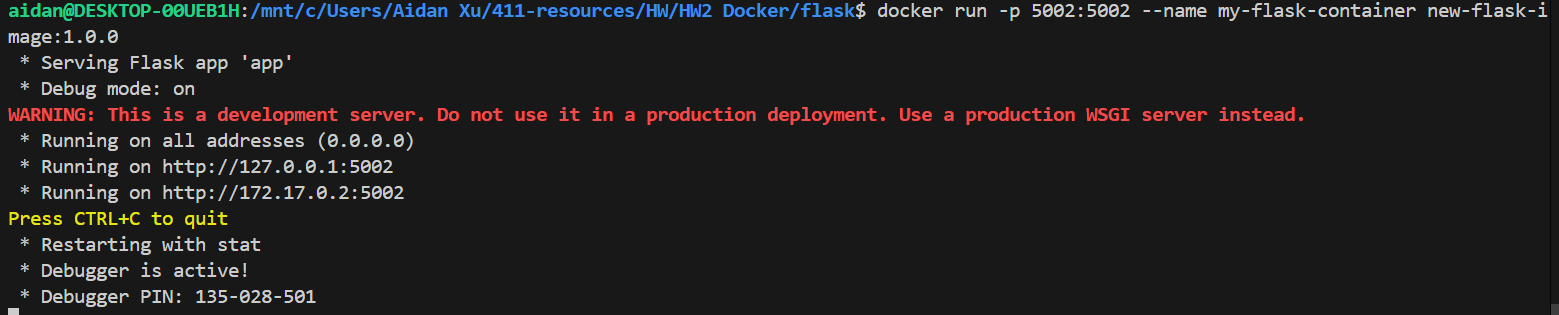 aidan@DESKTOP-00UEB1H:/mnt/c/Users/Aidan Xu/411-resources/HW/HW2 Docker/flask$ docker run -p 5002:5002 --name my-flask-container new-flask-i
mage:1.0.0
 * Serving Flask app 'app'
 * Debug mode: on
WARNING: This is a development server. Do not use it in a production deployment. Use a production WSGI server instead.
 * Running on all addresses (0.0.0.0)
 * Running on http://127.0.0.1:5002
 * Running on http://172.17.0.2:5002
Press CTRL+C to quit
 * Restarting with stat
 * Debugger is active!
 * Debugger PIN: 135-028-501